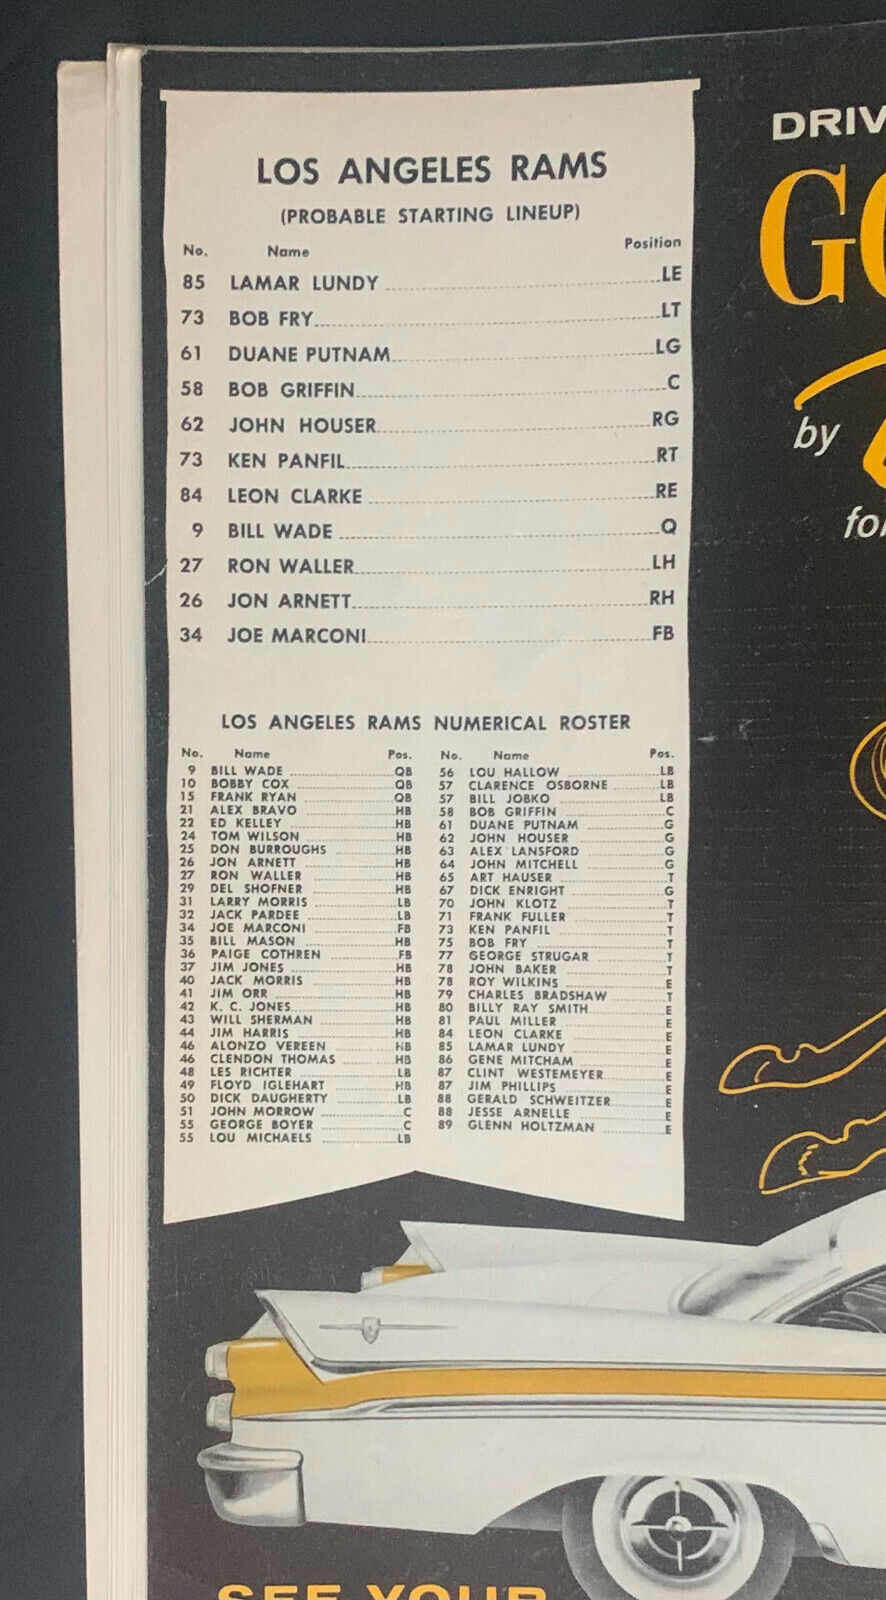 LOS ANGELES RAMS
(PROBABLE STARTING LINEUP)
No. Name Position
85 LAMAR LUNDY LE
73 BOB FRY LT
61 DUANE PUTNAM LG
58 BOB GRIFFIN C
62 JOHN HOUSER RG
73 KEN PANFIL RT
84 LEON CLARKE RE
9 BILL WADE Q
27 RON WALLER LH
26 JON ARNETT RH
34 JOE MARCONI FB
LOS ANGELES RAMS NUMERICAL ROSTER
No. Name Pos.
9 BILL WADE QB
10 BOBBY COX QB
15 FRANK RYAN QB
21 ALEX BRAVO HB
22 ED KELLEY HB
24 TOM WILSON HB
25 DON BURROUGHS HB
26 JON ARNETT HB
27 RON WALLER HB
29 DEL SHOFNER HB
31 LARRY MORRIS LB
32 JACK PARDEE LB
34 JOE MARCONI FB
35 BILL MASON HB
36 PAIGE COTHREN FB
37 JIM JONES HB
40 JACK MORRIS HB
41 JIM ORR HB
42 K. C. JONES HB
43 WILL SHERMAN HB
44 JIM HARRIS HB
46 ALONZO VEREEN HB
46 CLENDON THOMAS HB
48 LES RICHTER LB
49 FLOYD IGLEHART HB
50 DICK DAUGHERTY LB
51 JOHN MORROW C
55 GEORGE BOYER C
55 LOU MICHAELS LB
No. Name Pos.
56 LOU HALLOW LB
57 CLARENCE OSBORNE LB
57 BILL JOBKO LB
58 BOB GRIFFIN C
61 DUANE PUTNAM G
62 JOHN HOUSER G
63 ALEX LANSFORD G
64 JOHN MITCHELL G
65 ART HAUSER T
67 DICK ENRIGHT G
70 JOHN KLOTZ T
71 FRANK FULLER T
73 KEN PANFIL T
75 BOB FRY T
77 GEORGE STRUGAR T
78 JOHN BAKER T
78 ROY WILKINS E
79 CHARLES BRADSHAW T
80 BILLY RAY SMITH E
81 PAUL MILLER E
84 LEON CLARKE E
85 LAMAR LUNDY E
86 GENE MITCHAM E
87 CLINT WESTEMEYER E
87 JIM PHILLIPS E
88 GERALD SCHWEITZER E
88 JESSE ARNELLE E
89 GLENN HOLTZMAN E
DRIV
GO
by
for
SEE YOUR